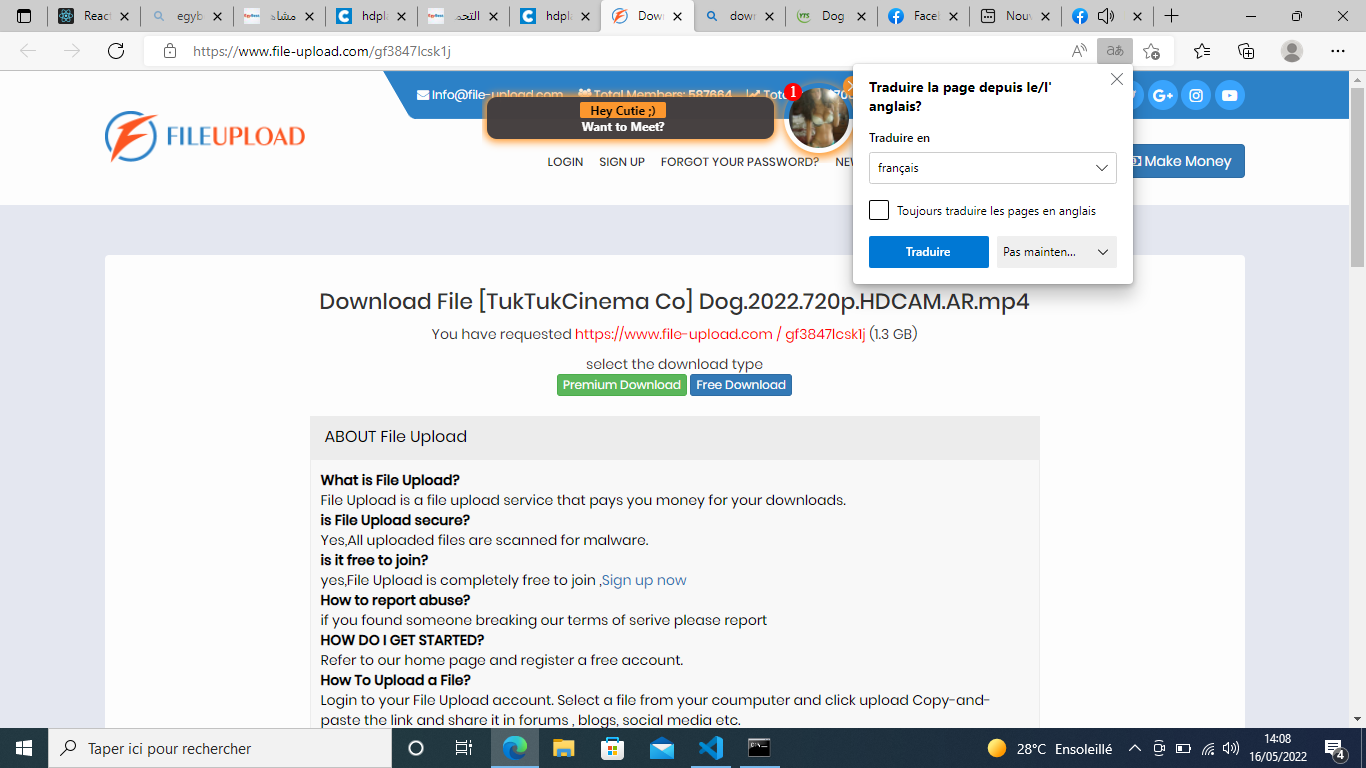 React
egyb
مشاه
hdpl
التحم
hdpl
Dow
down
Dog
Facel
Nouv
https://www.file-upload.com/gf3847lcsk1j
Info@file-upload.com
Total Members: 587664
Hey Cutie ;)
Want to Meet?
1
FILEUPLOAD
LOGIN SIGN UP FORGOT YOUR PASSWORD? NEW
Make Money
Traduire la page depuis le/l'
anglais?
Traduire en
français
Toujours traduire les pages en anglais
Traduire
Pas mainten...
Download File [TukTukCinema Co] Dog.2022.720p.HDCAM.AR.mp4
You have requested https://www.file-upload.com / gf3847lcsk1j (1.3 GB)
select the download type
Premium Download Free Download
ABOUT File Upload
What is File Upload?
File Upload is a file upload service that pays you money for your downloads.
is File Upload secure?
Yes,All uploaded files are scanned for malware.
is it free to join?
yes,File Upload is completely free to join ,Sign up now
How to report abuse?
if you found someone breaking our terms of serive please report
HOW DO I GET STARTED?
Refer to our home page and register a free account.
How To Upload a File?
Login to your File Upload account. Select a file from your coumputer and click upload Copy-and-
paste the link and share it in forums , blogs, social media etc.
Taper ici pour rechercher
28°C Ensoleillé
14:08
16/05/2022
4